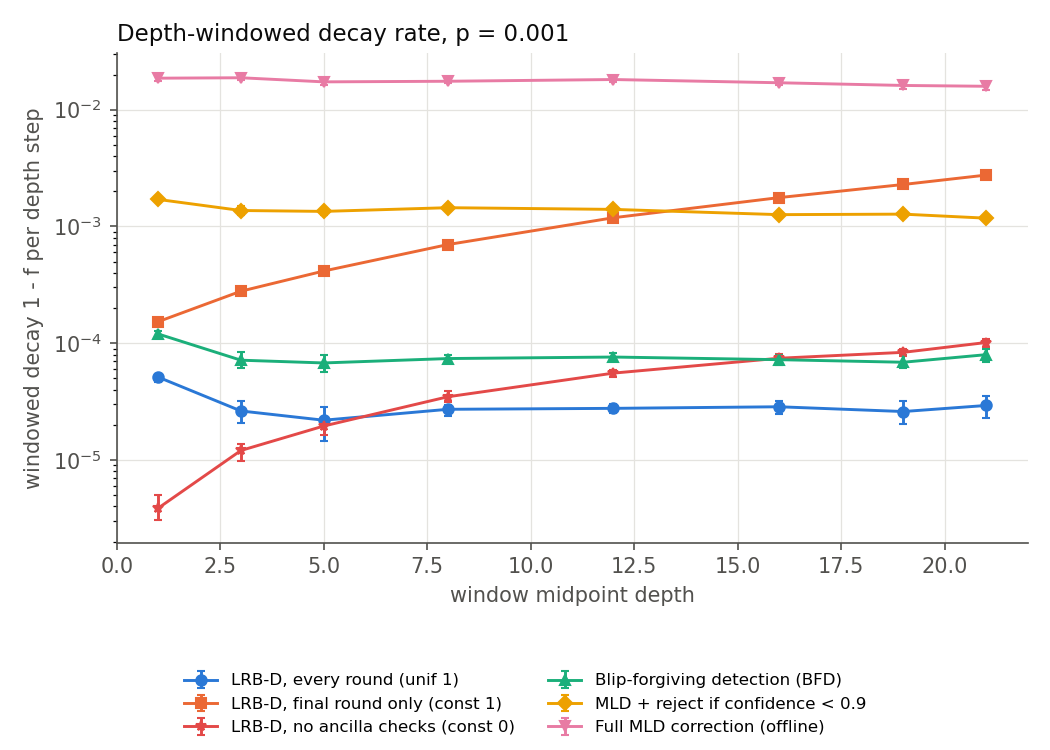 Depth-windowed decay rate, p = 0.001
windowed decay 1 - f per depth step
10⁻²
10⁻³
10⁻⁴
10⁻⁵
0.0 2.5 5.0 7.5 10.0 12.5 15.0 17.5 20.0
window midpoint depth
LRB-D, every round (unif 1)
LRB-D, final round only (const 1)
LRB-D, no ancilla checks (const 0)
Blip-forgiving detection (BFD)
MLD + reject if confidence < 0.9
Full MLD correction (offline)